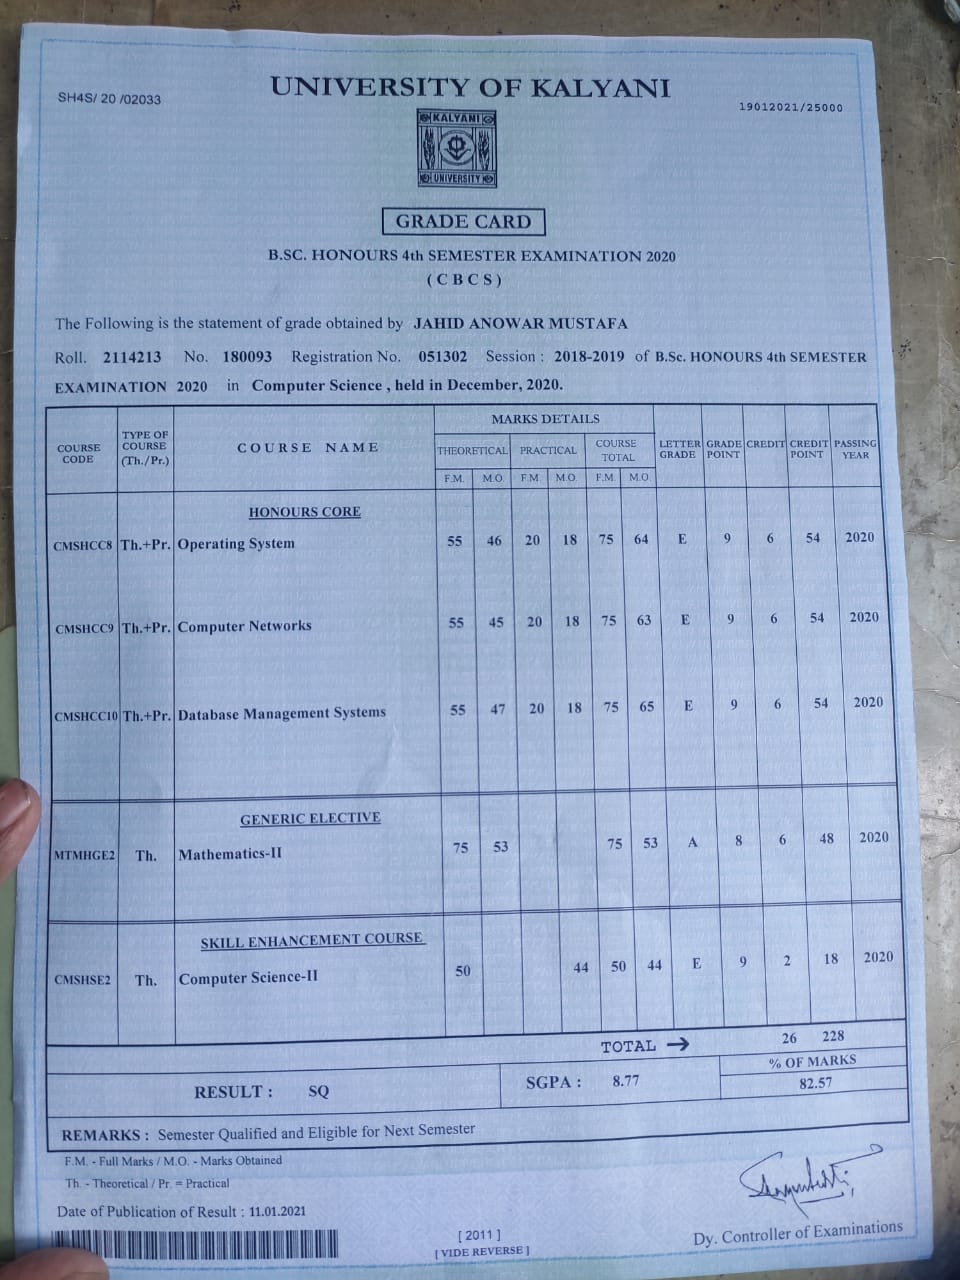 SH4S/ 20 /02033
UNIVERSITY OF KALYANI
19012021/25000
KALYANI
UNIVERSITY
GRADE CARD
B.SC. HONOURS 4th SEMESTER EXAMINATION 2020
( C B C S )
The Following is the statement of grade obtained by JAHID ANOWAR MUSTAFA
Roll. 2114213 No. 180093 Registration No. 051302 Session : 2018-2019 of B.Sc. HONOURS 4th SEMESTER
EXAMINATION 2020 in Computer Science , held in December, 2020.
COURSE CODE TYPE OF COURSE (Th./Pr.) COURSE NAME MARKS DETAILS LETTER GRADE GRADE POINT CREDIT CREDIT POINT PASSING YEAR
THEORETICAL PRACTICAL COURSE TOTAL
F.M. M.O. F.M. M.O. F.M. M.O.
HONOURS CORE
CMSHCC8 Th.+Pr. Operating System 55 46 20 18 75 64 E 9 6 54 2020
CMSHCC9 Th.+Pr. Computer Networks 55 45 20 18 75 63 E 9 6 54 2020
CMSHCC10 Th.+Pr. Database Management Systems 55 47 20 18 75 65 E 9 6 54 2020
GENERIC ELECTIVE
MTMHGE2 Th. Mathematics-II 75 53 75 53 A 8 6 48 2020
SKILL ENHANCEMENT COURSE
CMSHSE2 Th. Computer Science-II 50 44 50 44 E 9 2 18 2020
TOTAL → 26 228
RESULT : SQ SGPA : 8.77 % OF MARKS
82.57
REMARKS : Semester Qualified and Eligible for Next Semester
F.M. - Full Marks / M.O. - Marks Obtained
Th. - Theoretical / Pr. = Practical
Date of Publication of Result : 11.01.2021
[ 2011 ]
[ VIDE REVERSE ]
Dy. Controller of Examinations